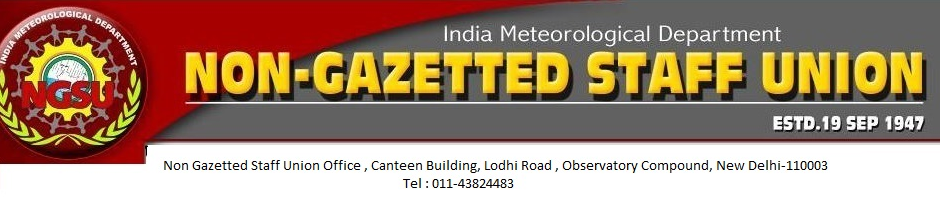 INDIA METEOROLOGICAL DEPARTMENT
NGSU
India Meteorological Department
NON-GAZETTED STAFF UNION
ESTD.19 SEP 1947
Non Gazetted Staff Union Office , Canteen Building, Lodhi Road , Observatory Compound, New Delhi-110003
Tel : 011-43824483